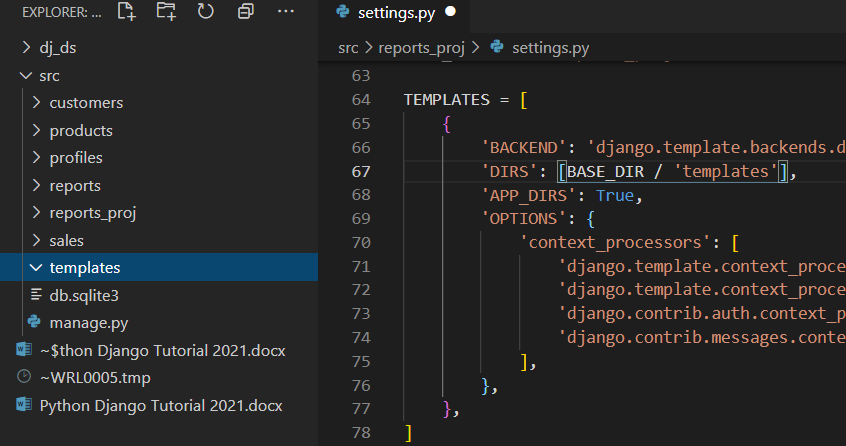 EXPLORER: ...
dj_ds
src
customers
products
profiles
reports
reports_proj
sales
templates
db.sqlite3
manage.py
~$thon Django Tutorial 2021.docx
~WRL0005.tmp
Python Django Tutorial 2021.docx
settings.py
src > reports_proj > settings.py
63
64 TEMPLATES = [
65 {
66 'BACKEND': 'django.template.backends.d
67 'DIRS': [BASE_DIR / 'templates'],
68 'APP_DIRS': True,
69 'OPTIONS': {
70 'context_processors': [
71 'django.template.context_proce
72 'django.template.context_proce
73 'django.contrib.auth.context_p
74 'django.contrib.messages.conte
75 ],
76 },
77 },
78 ]